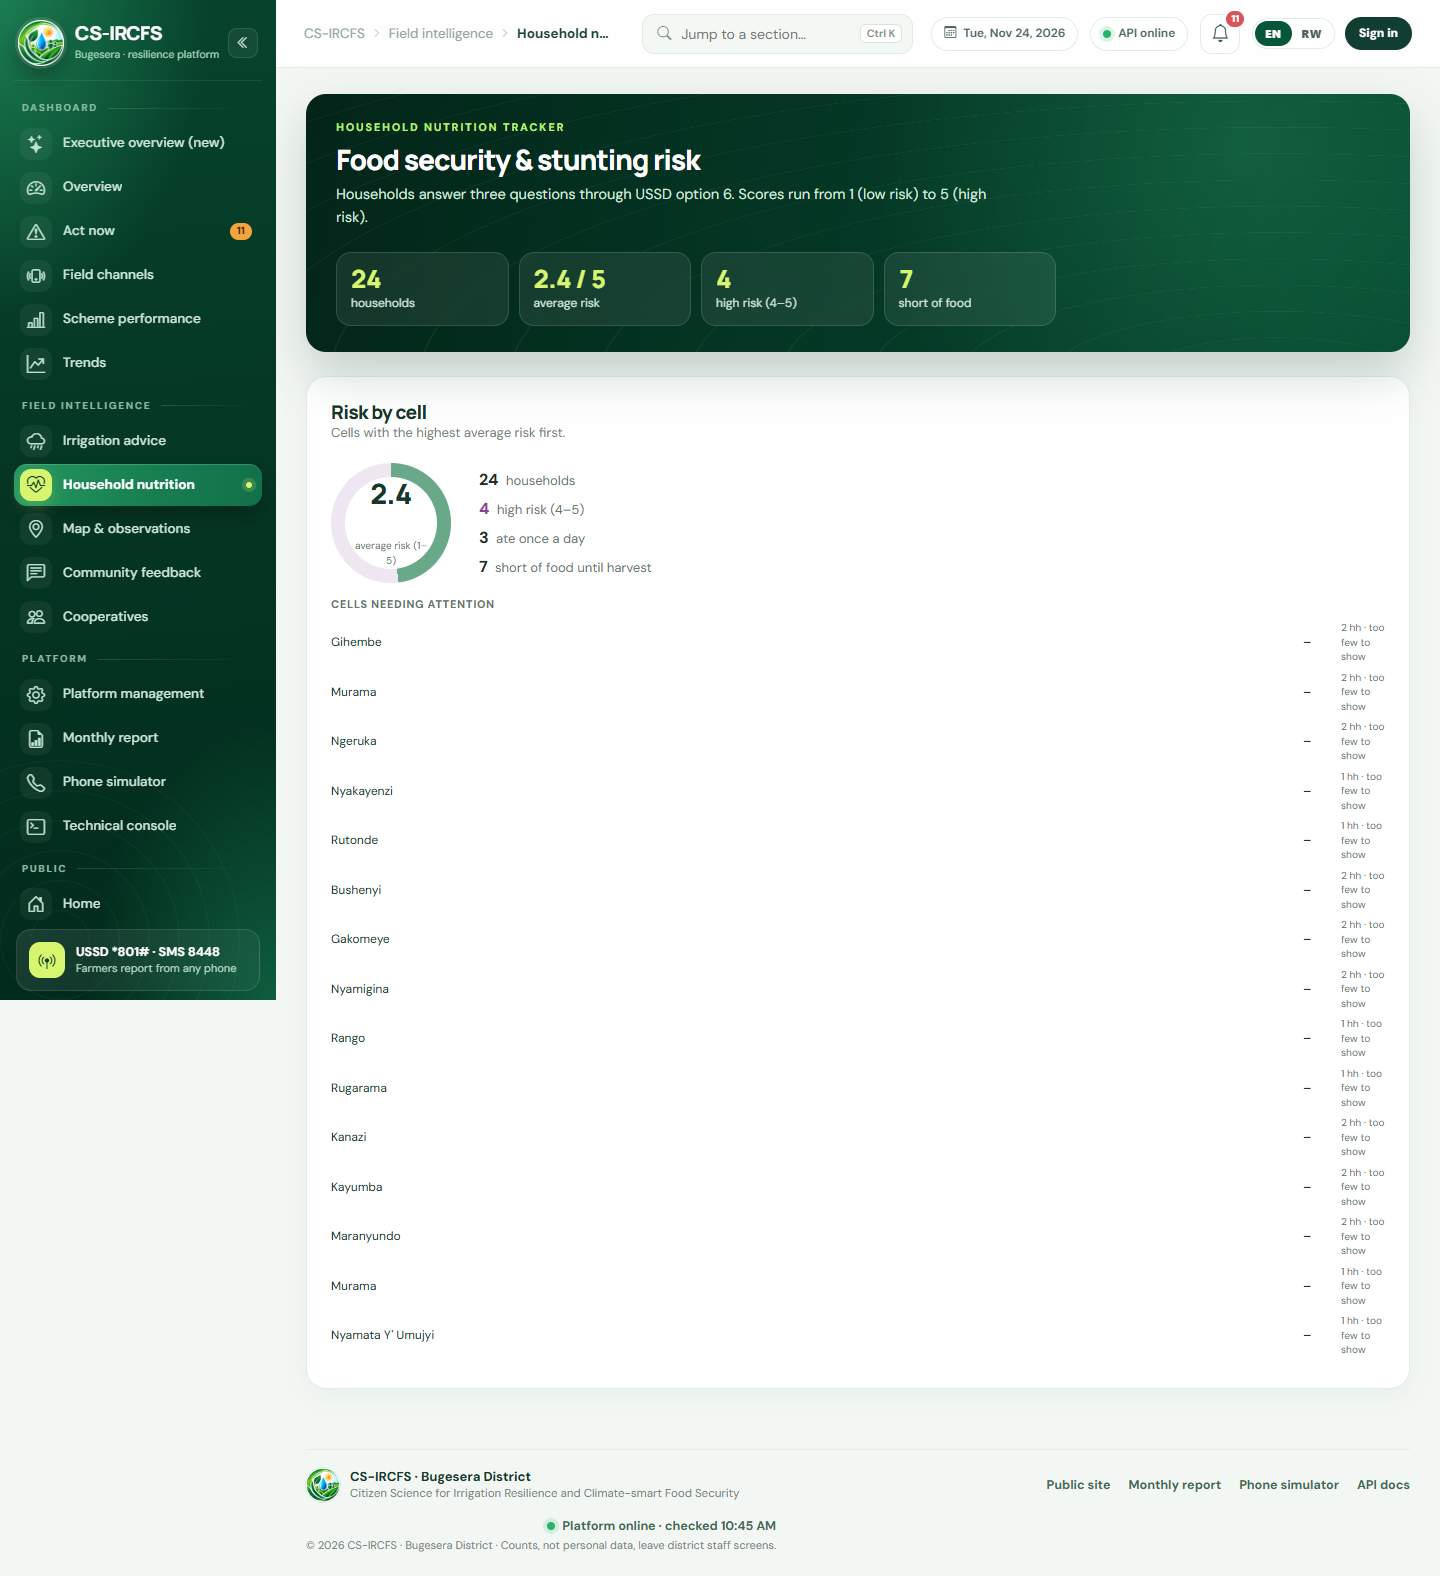 CS-IRCFS
Bugesera · resilience platform
DASHBOARD
Executive overview (new)
Overview
Act now
11
Field channels
Scheme performance
Trends
FIELD INTELLIGENCE
Irrigation advice
Household nutrition
Map & observations
Community feedback
Cooperatives
PLATFORM
Platform management
Monthly report
Phone simulator
Technical console
PUBLIC
Home
USSD *801# · SMS 8448
Farmers report from any phone
CS-IRCFS > Field intelligence > Household n...
Jump to a section...
Ctrl K
Tue, Nov 24, 2026
API online
11
EN RW
Sign in
HOUSEHOLD NUTRITION TRACKER
Food security & stunting risk
Households answer three questions through USSD option 6. Scores run from 1 (low risk) to 5 (high
risk).
24
households
2.4 / 5
average risk
4
high risk (4–5)
7
short of food
Risk by cell
Cells with the highest average risk first.
2.4
average risk (1–
5)
24 households
4 high risk (4–5)
3 ate once a day
7 short of food until harvest
CELLS NEEDING ATTENTION
Gihembe – 2 hh · too
few to
show
Murama – 2 hh · too
few to
show
Ngeruka – 2 hh · too
few to
show
Nyakayenzi – 1 hh · too
few to
show
Rutonde – 1 hh · too
few to
show
Bushenyi – 2 hh · too
few to
show
Gakomeye – 2 hh · too
few to
show
Nyamigina – 2 hh · too
few to
show
Rango – 1 hh · too
few to
show
Rugarama – 1 hh · too
few to
show
Kanazi – 2 hh · too
few to
show
Kayumba – 2 hh · too
few to
show
Maranyundo – 2 hh · too
few to
show
Murama – 1 hh · too
few to
show
Nyamata Y' Umujyi – 1 hh · too
few to
show
CS-IRCFS · Bugesera District
Citizen Science for Irrigation Resilience and Climate-smart Food Security
Public site
Monthly report
Phone simulator
API docs
Platform online · checked 10:45 AM
© 2026 CS-IRCFS · Bugesera District · Counts, not personal data, leave district staff screens.